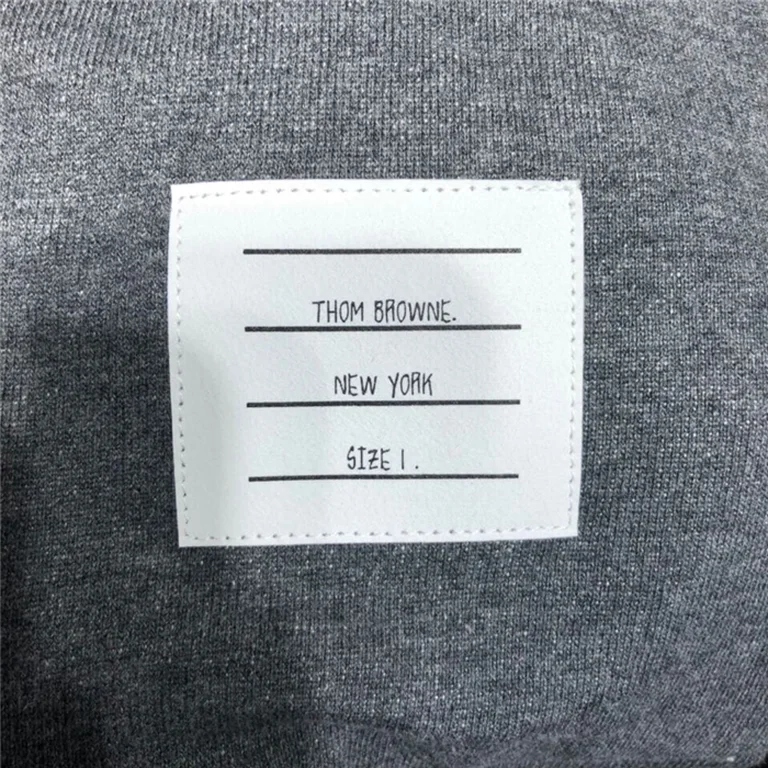 THOM BROWNE.
NEW YORK
SIZE 1.